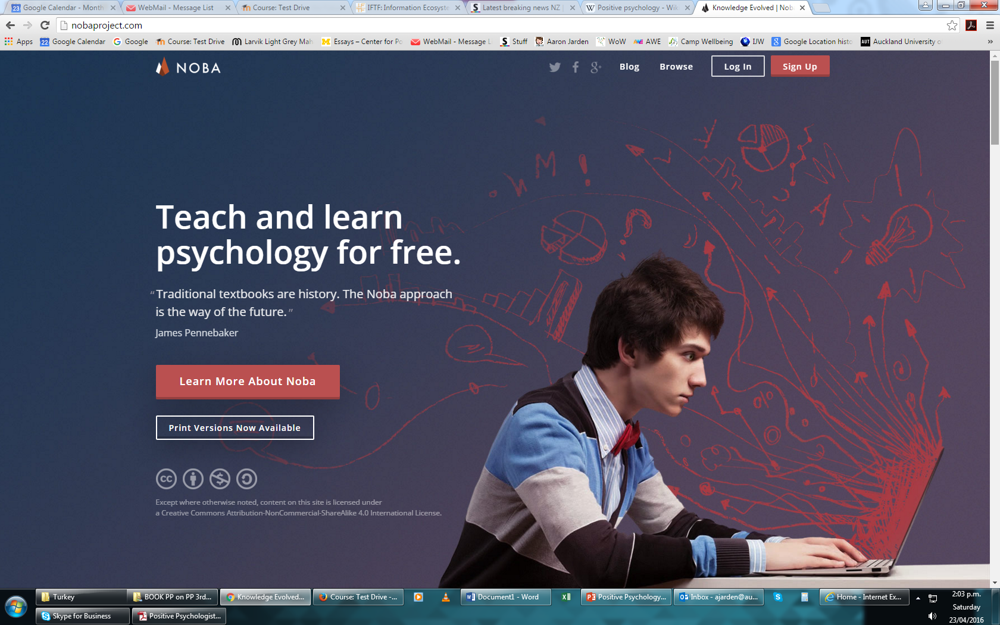 Google Calendar - Month
WebMail - Message List
Course: Test Drive
IFTF: Information Ecosyste
Latest breaking news NZ |
Positive psychology - Wik
Knowledge Evolved | Nob
nobaproject.com
Apps
Google Calendar
Google
Course: Test Drive
Larvik Light Grey Mah
Essays – Center for Po
WebMail - Message Li
Stuff
Aaron Jarden
WoW
AWE
Camp Wellbeing
IJW
Google Location histo
Auckland University o
NOBA
Blog
Browse
Log In
Sign Up
Teach and learn
psychology for free.
“Traditional textbooks are history. The Noba approach
is the way of the future.”
James Pennebaker
Learn More About Noba
Print Versions Now Available
Except where otherwise noted, content on this site is licensed under
a Creative Commons Attribution-NonCommercial-ShareAlike 4.0 International License.
Turkey
BOOK PP on PP 3rd...
Knowledge Evolved...
Course: Test Drive -...
Document1 - Word
Positive Psychology...
Inbox - ajarden@au...
Home - Internet Ex...
2:03 p.m.
Skype for Business
Positive Psychologist...
Saturday
23/04/2016